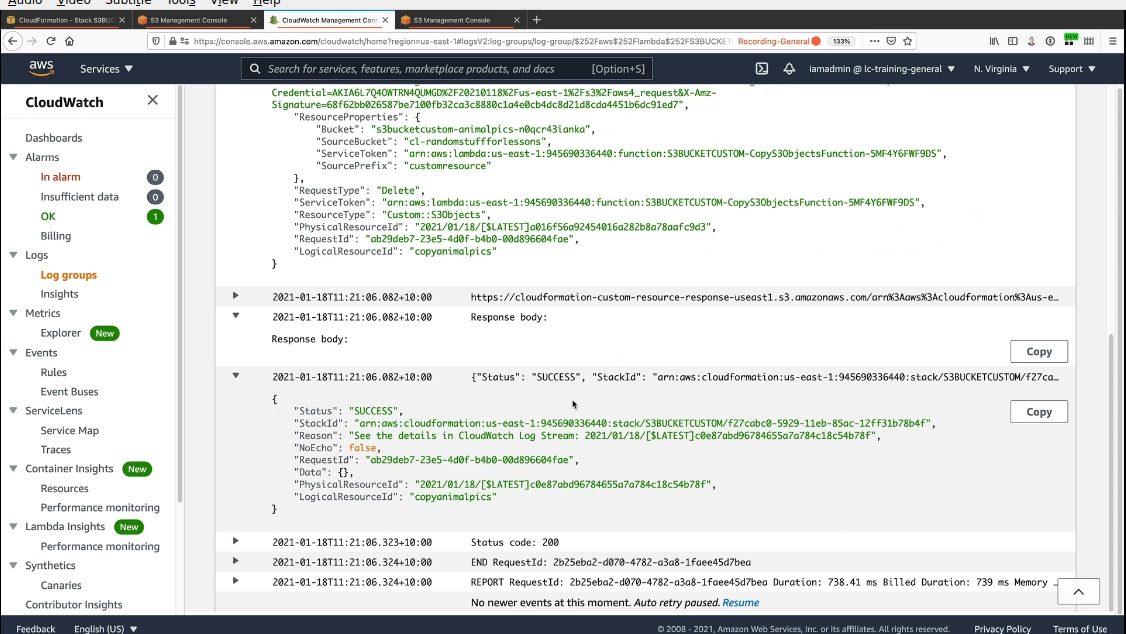 Audio Video Subtitle Tools View Help
CloudFormation - Stack S3BUC
S3 Management Console
CloudWatch Management Con
S3 Management Console
https://console.aws.amazon.com/cloudwatch/home?region=us-east-1#logsV2:log-groups/log-group/$252Faws$252Flambda$252FS3BUCKET
Recording-General
133%
NEW
aws
Services
Search for services, features, marketplace products, and docs
[Option+S]
iamadmin @ lc-training-general
N. Virginia
Support
CloudWatch
Dashboards
Alarms
In alarm 0
Insufficient data 0
OK 1
Billing
Logs
Log groups
Insights
Metrics
Explorer New
Events
Rules
Event Buses
ServiceLens
Service Map
Traces
Container Insights New
Resources
Performance monitoring
Lambda Insights New
Performance monitoring
Synthetics
Canaries
Contributor Insights
Credential=AKIA6L7Q4OWTRN4QUMGD%2F20210118%2Fus-east-1%2Fs3%2Faws4_request&X-Amz-
Signature=68f62bb026587be7100fb32ca3c8880c1a4e0cb4dc8d21d8cda4451b6dc91ed7",
"ResourceProperties": {
"Bucket": "s3bucketcustom-animalpics-n0qcr43ianka",
"SourceBucket": "cl-randomstuffforlessons",
"ServiceToken": "arn:aws:lambda:us-east-1:945690336440:function:S3BUCKETCUSTOM-CopyS3ObjectsFunction-5MF4Y6FWF9DS",
"SourcePrefix": "customresource"
},
"RequestType": "Delete",
"ServiceToken": "arn:aws:lambda:us-east-1:945690336440:function:S3BUCKETCUSTOM-CopyS3ObjectsFunction-5MF4Y6FWF9DS",
"ResourceType": "Custom::S3Objects",
"PhysicalResourceId": "2021/01/18/[$LATEST]a016f56a92454016a282b8a78aafc9d3",
"RequestId": "ab29deb7-23e5-4d0f-b4b0-00d896604fae",
"LogicalResourceId": "copyanimalpics"
}
2021-01-18T11:21:06.082+10:00 https://cloudformation-custom-resource-response-useast1.s3.amazonaws.com/arn%3Aaws%3Acloudformation%3Aus-e…
2021-01-18T11:21:06.082+10:00 Response body:
Response body:
Copy
2021-01-18T11:21:06.082+10:00 {"Status": "SUCCESS", "StackId": "arn:aws:cloudformation:us-east-1:945690336440:stack/S3BUCKETCUSTOM/f27ca…
{
Copy
"Status": "SUCCESS",
"StackId": "arn:aws:cloudformation:us-east-1:945690336440:stack/S3BUCKETCUSTOM/f27cabc0-5929-11eb-85ac-12ff31b78b4f",
"Reason": "See the details in CloudWatch Log Stream: 2021/01/18/[$LATEST]c0e87abd96784655a7a784c18c54b78f",
"NoEcho": false,
"RequestId": "ab29deb7-23e5-4d0f-b4b0-00d896604fae",
"Data": {},
"PhysicalResourceId": "2021/01/18/[$LATEST]c0e87abd96784655a7a784c18c54b78f",
"LogicalResourceId": "copyanimalpics"
}
2021-01-18T11:21:06.323+10:00 Status code: 200
2021-01-18T11:21:06.324+10:00 END RequestId: 2b25eba2-d070-4782-a3a8-1faee45d7bea
2021-01-18T11:21:06.324+10:00 REPORT RequestId: 2b25eba2-d070-4782-a3a8-1faee45d7bea Duration: 738.41 ms Billed Duration: 739 ms Memory …
No newer events at this moment. Auto retry paused. Resume
Feedback
English (US)
© 2008 - 2021, Amazon Web Services, Inc. or its affiliates. All rights reserved.
Privacy Policy
Terms of Use